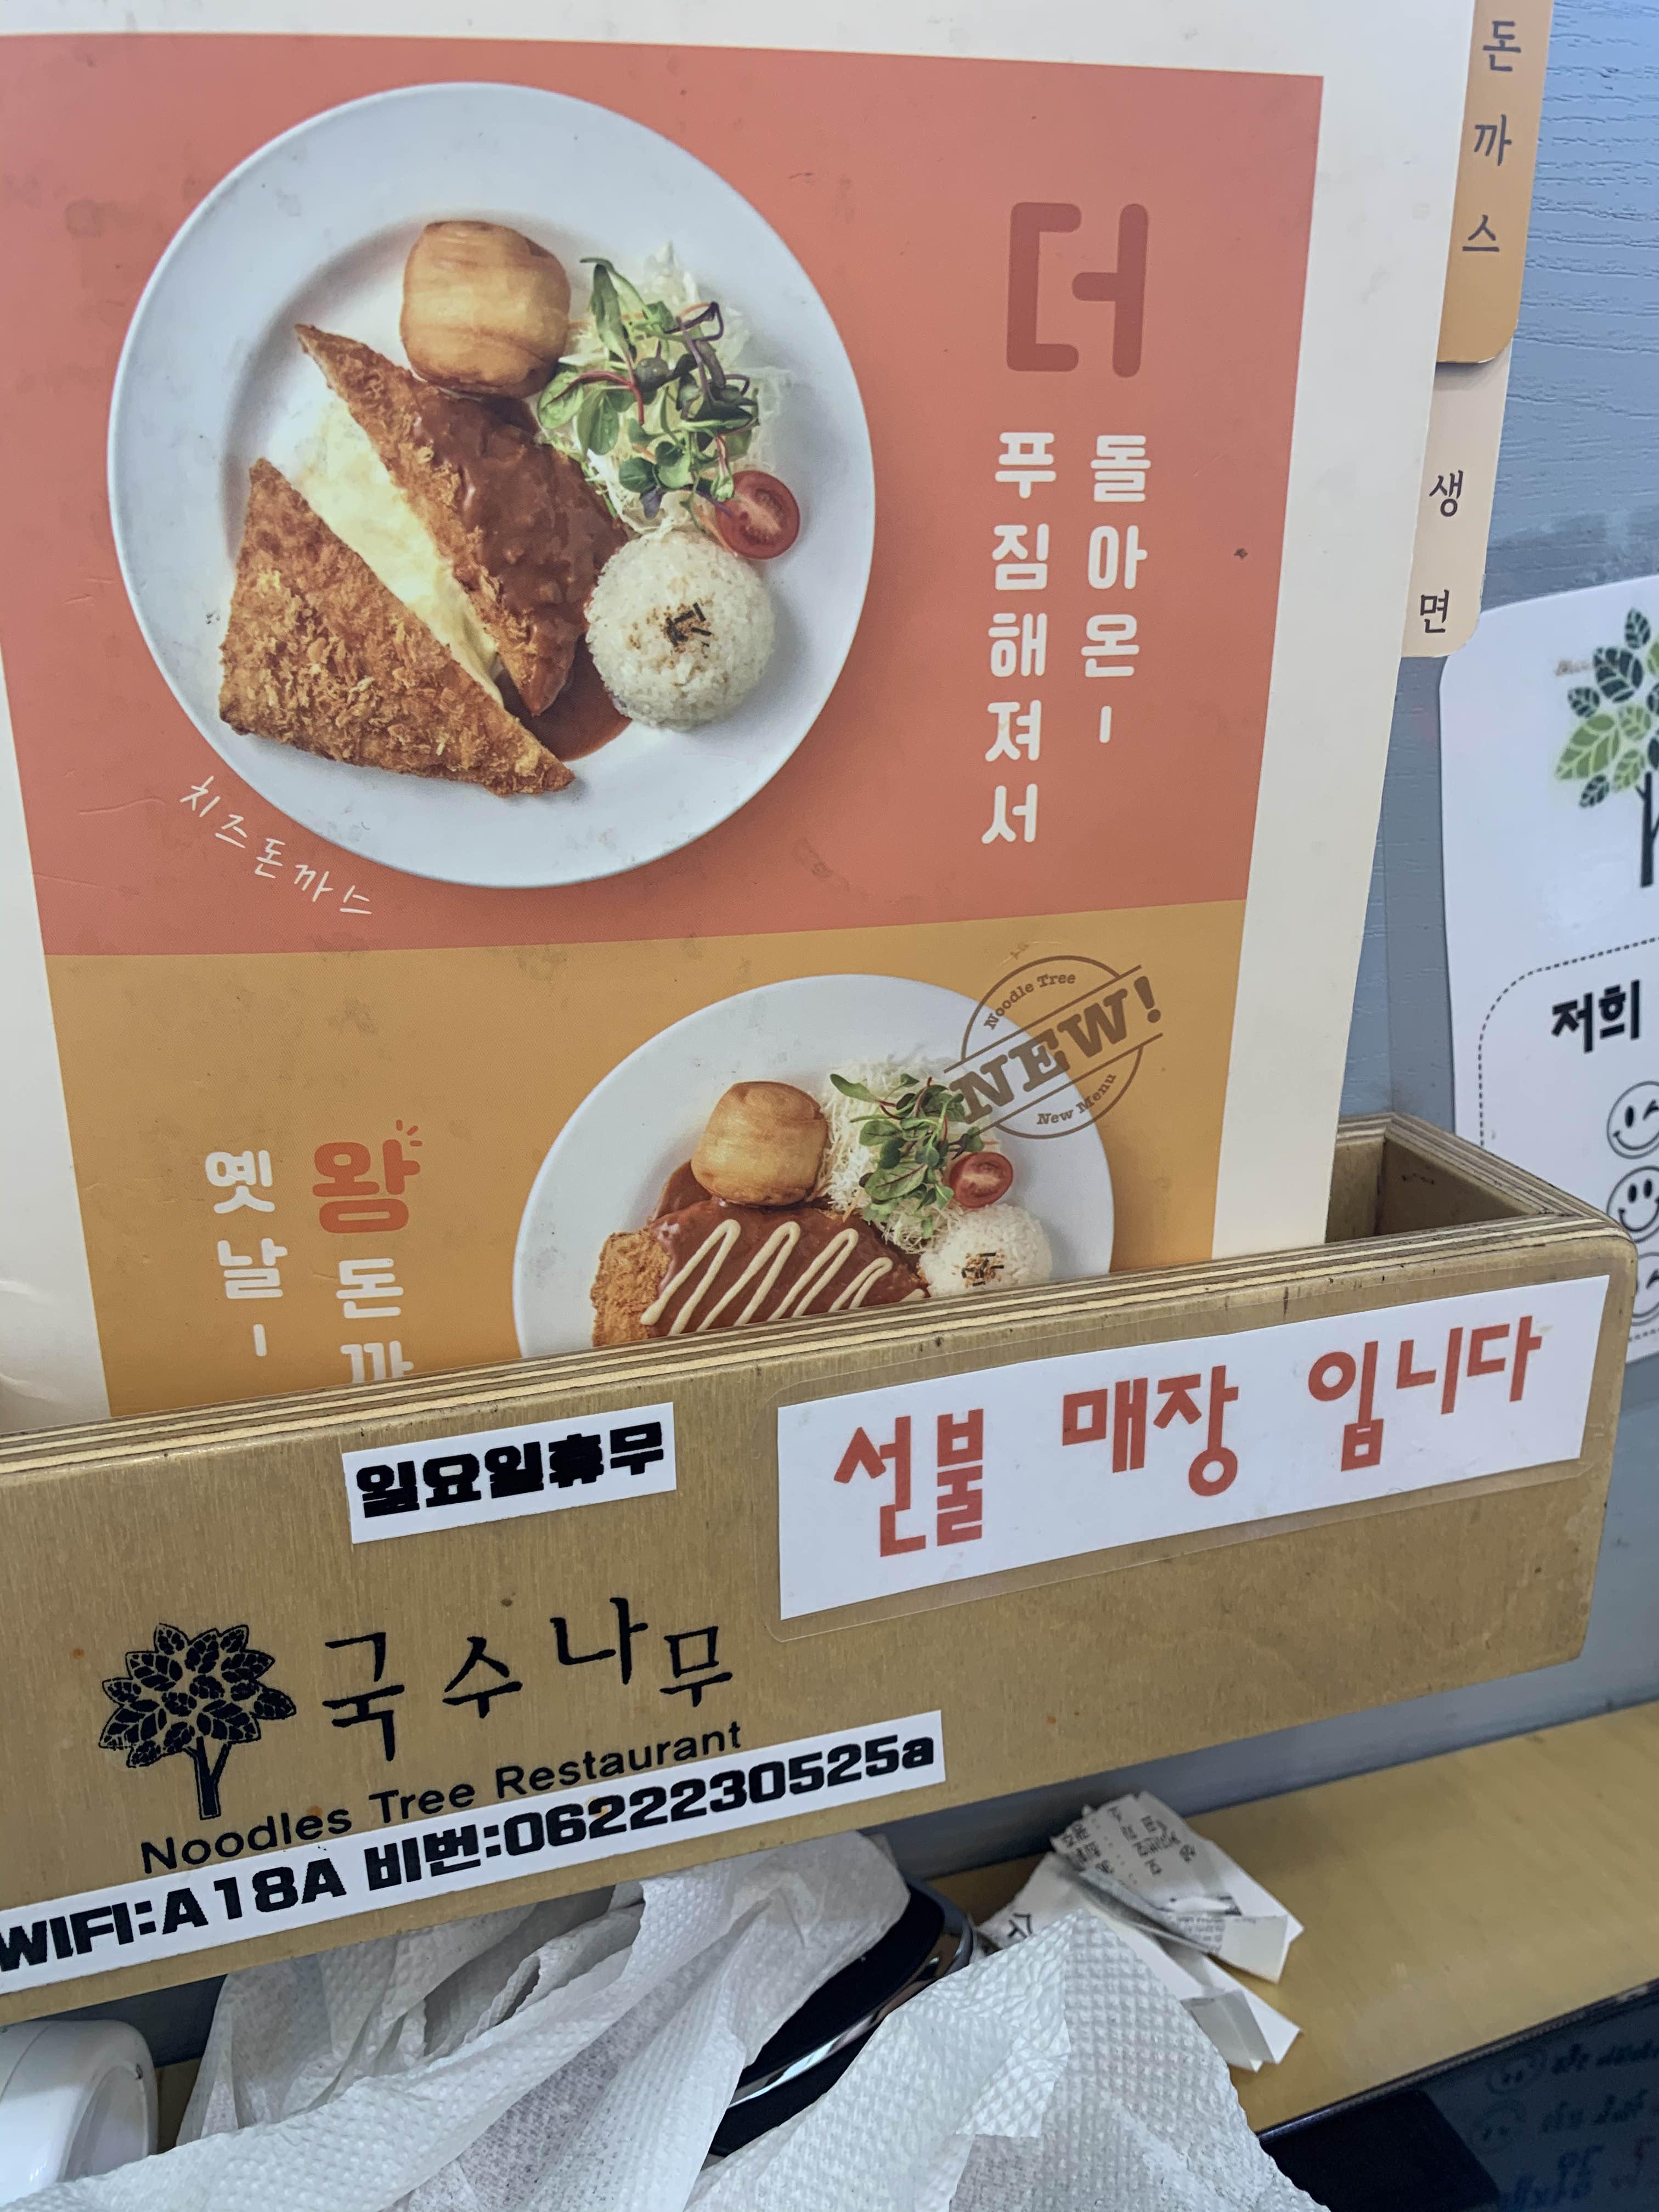 돈까스
생면
더
푸짐해져서
돌아온-
치즈돈까스
Noodle Tree
NEW!
New Menu
옛날-
왕돈까
저희
일요일휴무
선불 매장 입니다
국수나무
Noodles Tree Restaurant
WIFI:A18A 비번:0622230525a